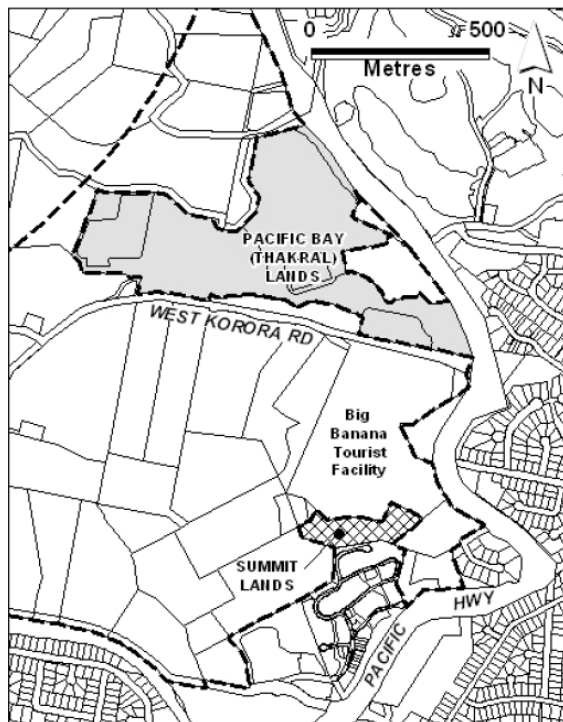 0 500
Metres
N
PACIFIC BAY
(THAKRAL)
LANDS
WEST KORORA RD
Big
Banana
Tourist
Facility
SUMMIT
LANDS
PACIFIC HWY